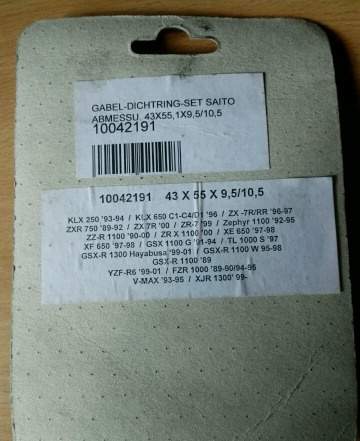 GABEL-DICHTRING-SET SAITO
ABMESSU. 43X55,1X9,5/10,5
10042191
10042191 43 X 55 X 9,5/10,5
KLX 250 '93-94 / KLX 650 C1-C4/D1 '96 / ZX -7R/RR '96-97
ZXR 750 '89-92 / ZX 7R '00 / ZR-7 '99 / Zephyr 1100 '92-95
ZZ-R 1100 '90-00 / ZR X 1100 '00 / XE 650 '97-98
XF 650 '97-98 / GSX 1100 G '91-94 / TL 1000 S '97
GSX-R 1300 Hayabusa '99-01 / GSX-R 1100 W 95-98
GSX-R 1100 '89
YZF-R6 '99-01 / FZR 1000 '89-90/94-95
V-MAX '93-95 / XJR 1300' 99-